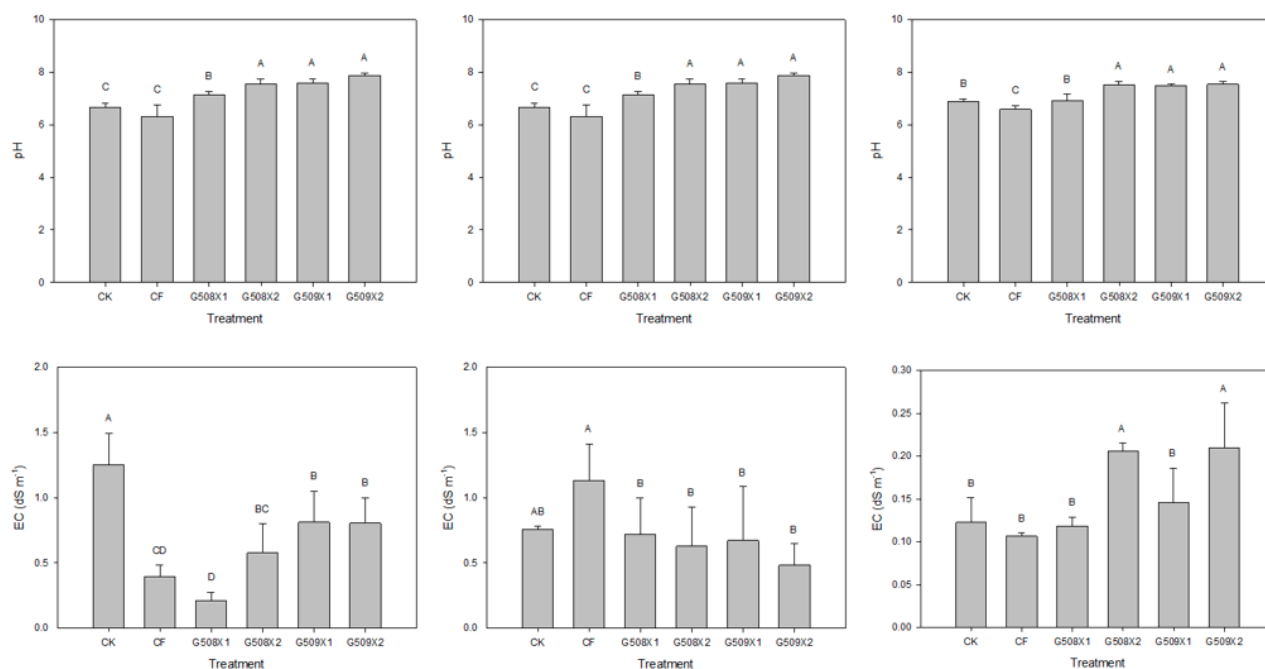 10
8
6
4
2
0
pH
C
C
B
A
A
A
CK CF G508X1 G508X2 G509X1 G509X2
Treatment
10
8
6
4
2
0
pH
C
C
B
A
A
A
CK CF G508X1 G508X2 G509X1 G509X2
Treatment
10
8
6
4
2
0
pH
B
C
B
A
A
A
CK CF G508X1 G508X2 G509X1 G509X2
Treatment
2.0
1.5
1.0
0.5
0.0
EC (dS m⁻¹)
A
CD
D
BC
B
B
CK CF G508X1 G508X2 G509X1 G509X2
Treatment
2.0
1.5
1.0
0.5
0.0
EC (dS m⁻¹)
AB
A
B
B
B
B
CK CF G508X1 G508X2 G509X1 G509X2
Treatment
0.30
0.25
0.20
0.15
0.10
0.05
0.00
EC (dS m⁻¹)
B
B
B
A
B
A
CK CF G508X1 G508X2 G509X1 G509X2
Treatment